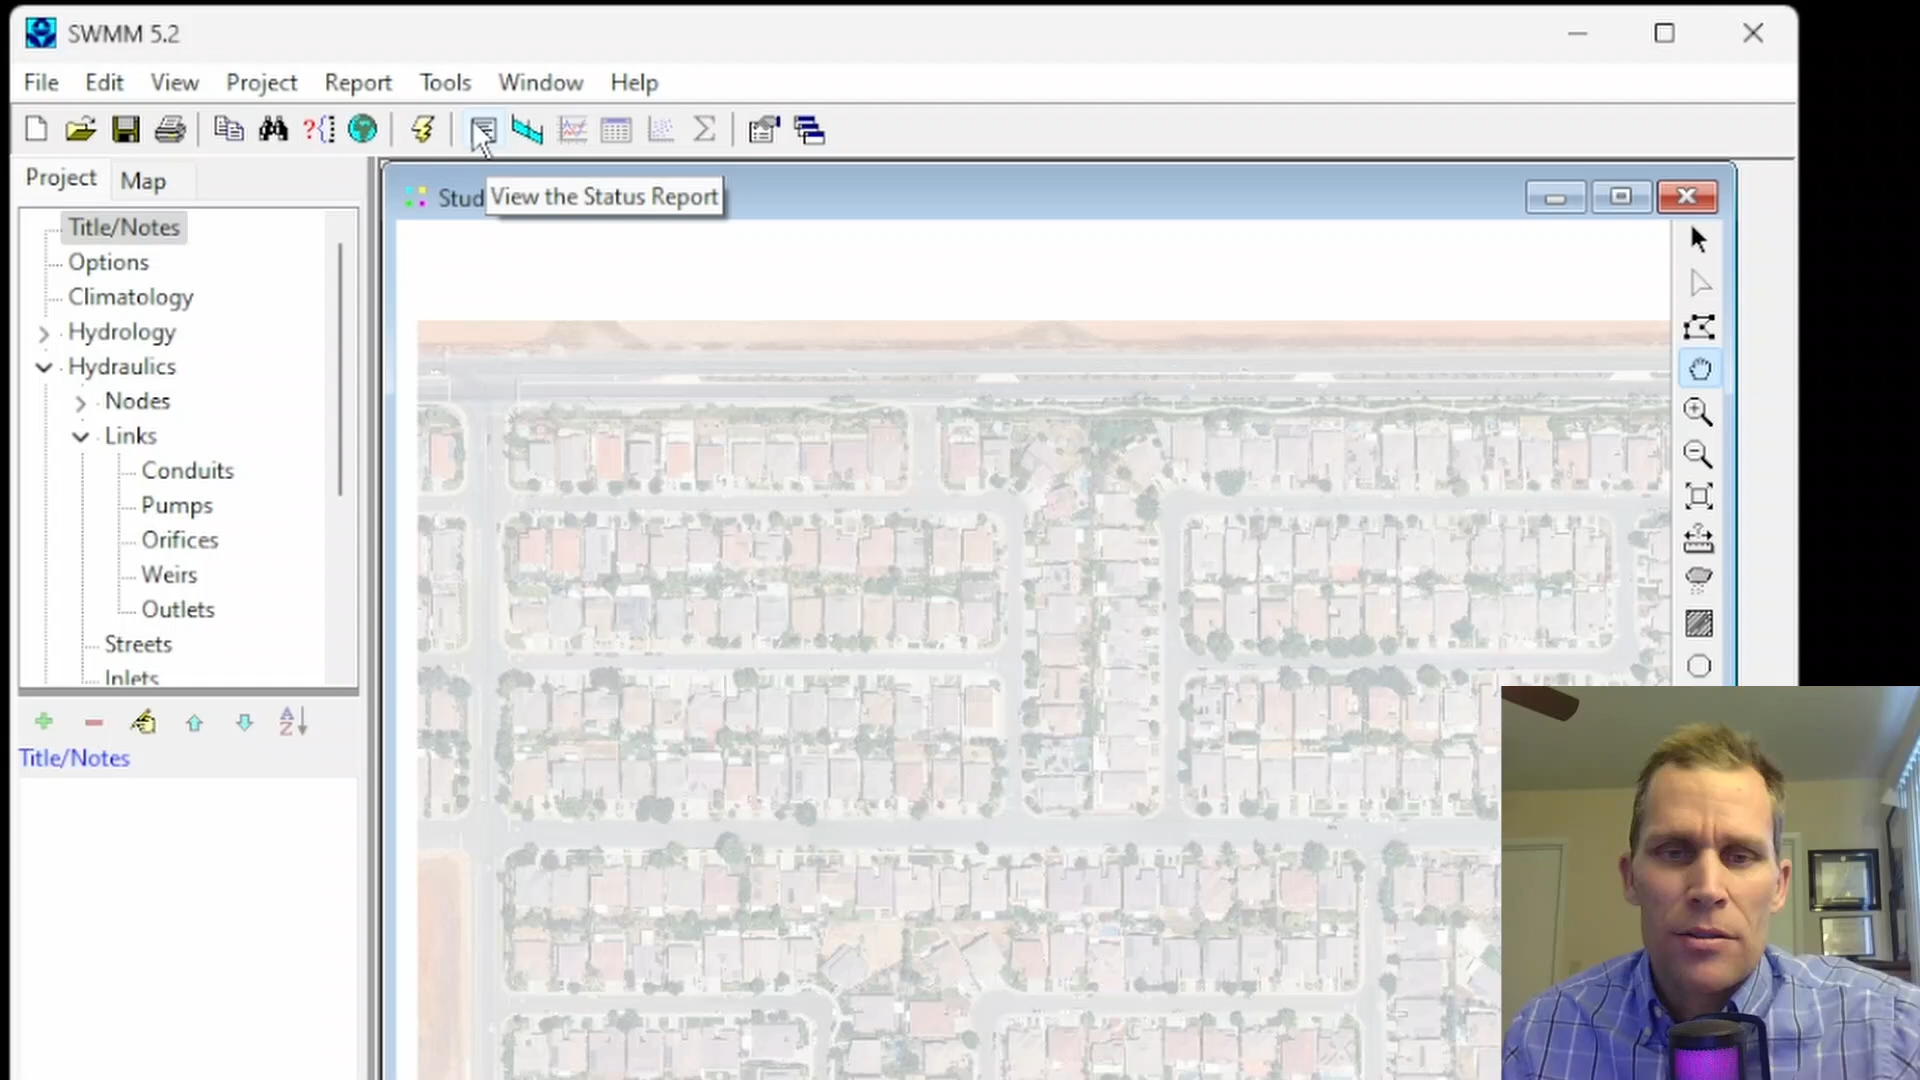 SWMM 5.2
File Edit View Project Report Tools Window Help
?{}
Project Map
Stud
View the Status Report
Title/Notes
Options
Climatology
Hydrology
Hydraulics
Nodes
Links
Conduits
Pumps
Orifices
Weirs
Outlets
Streets
Inlets
A
Z
Title/Notes